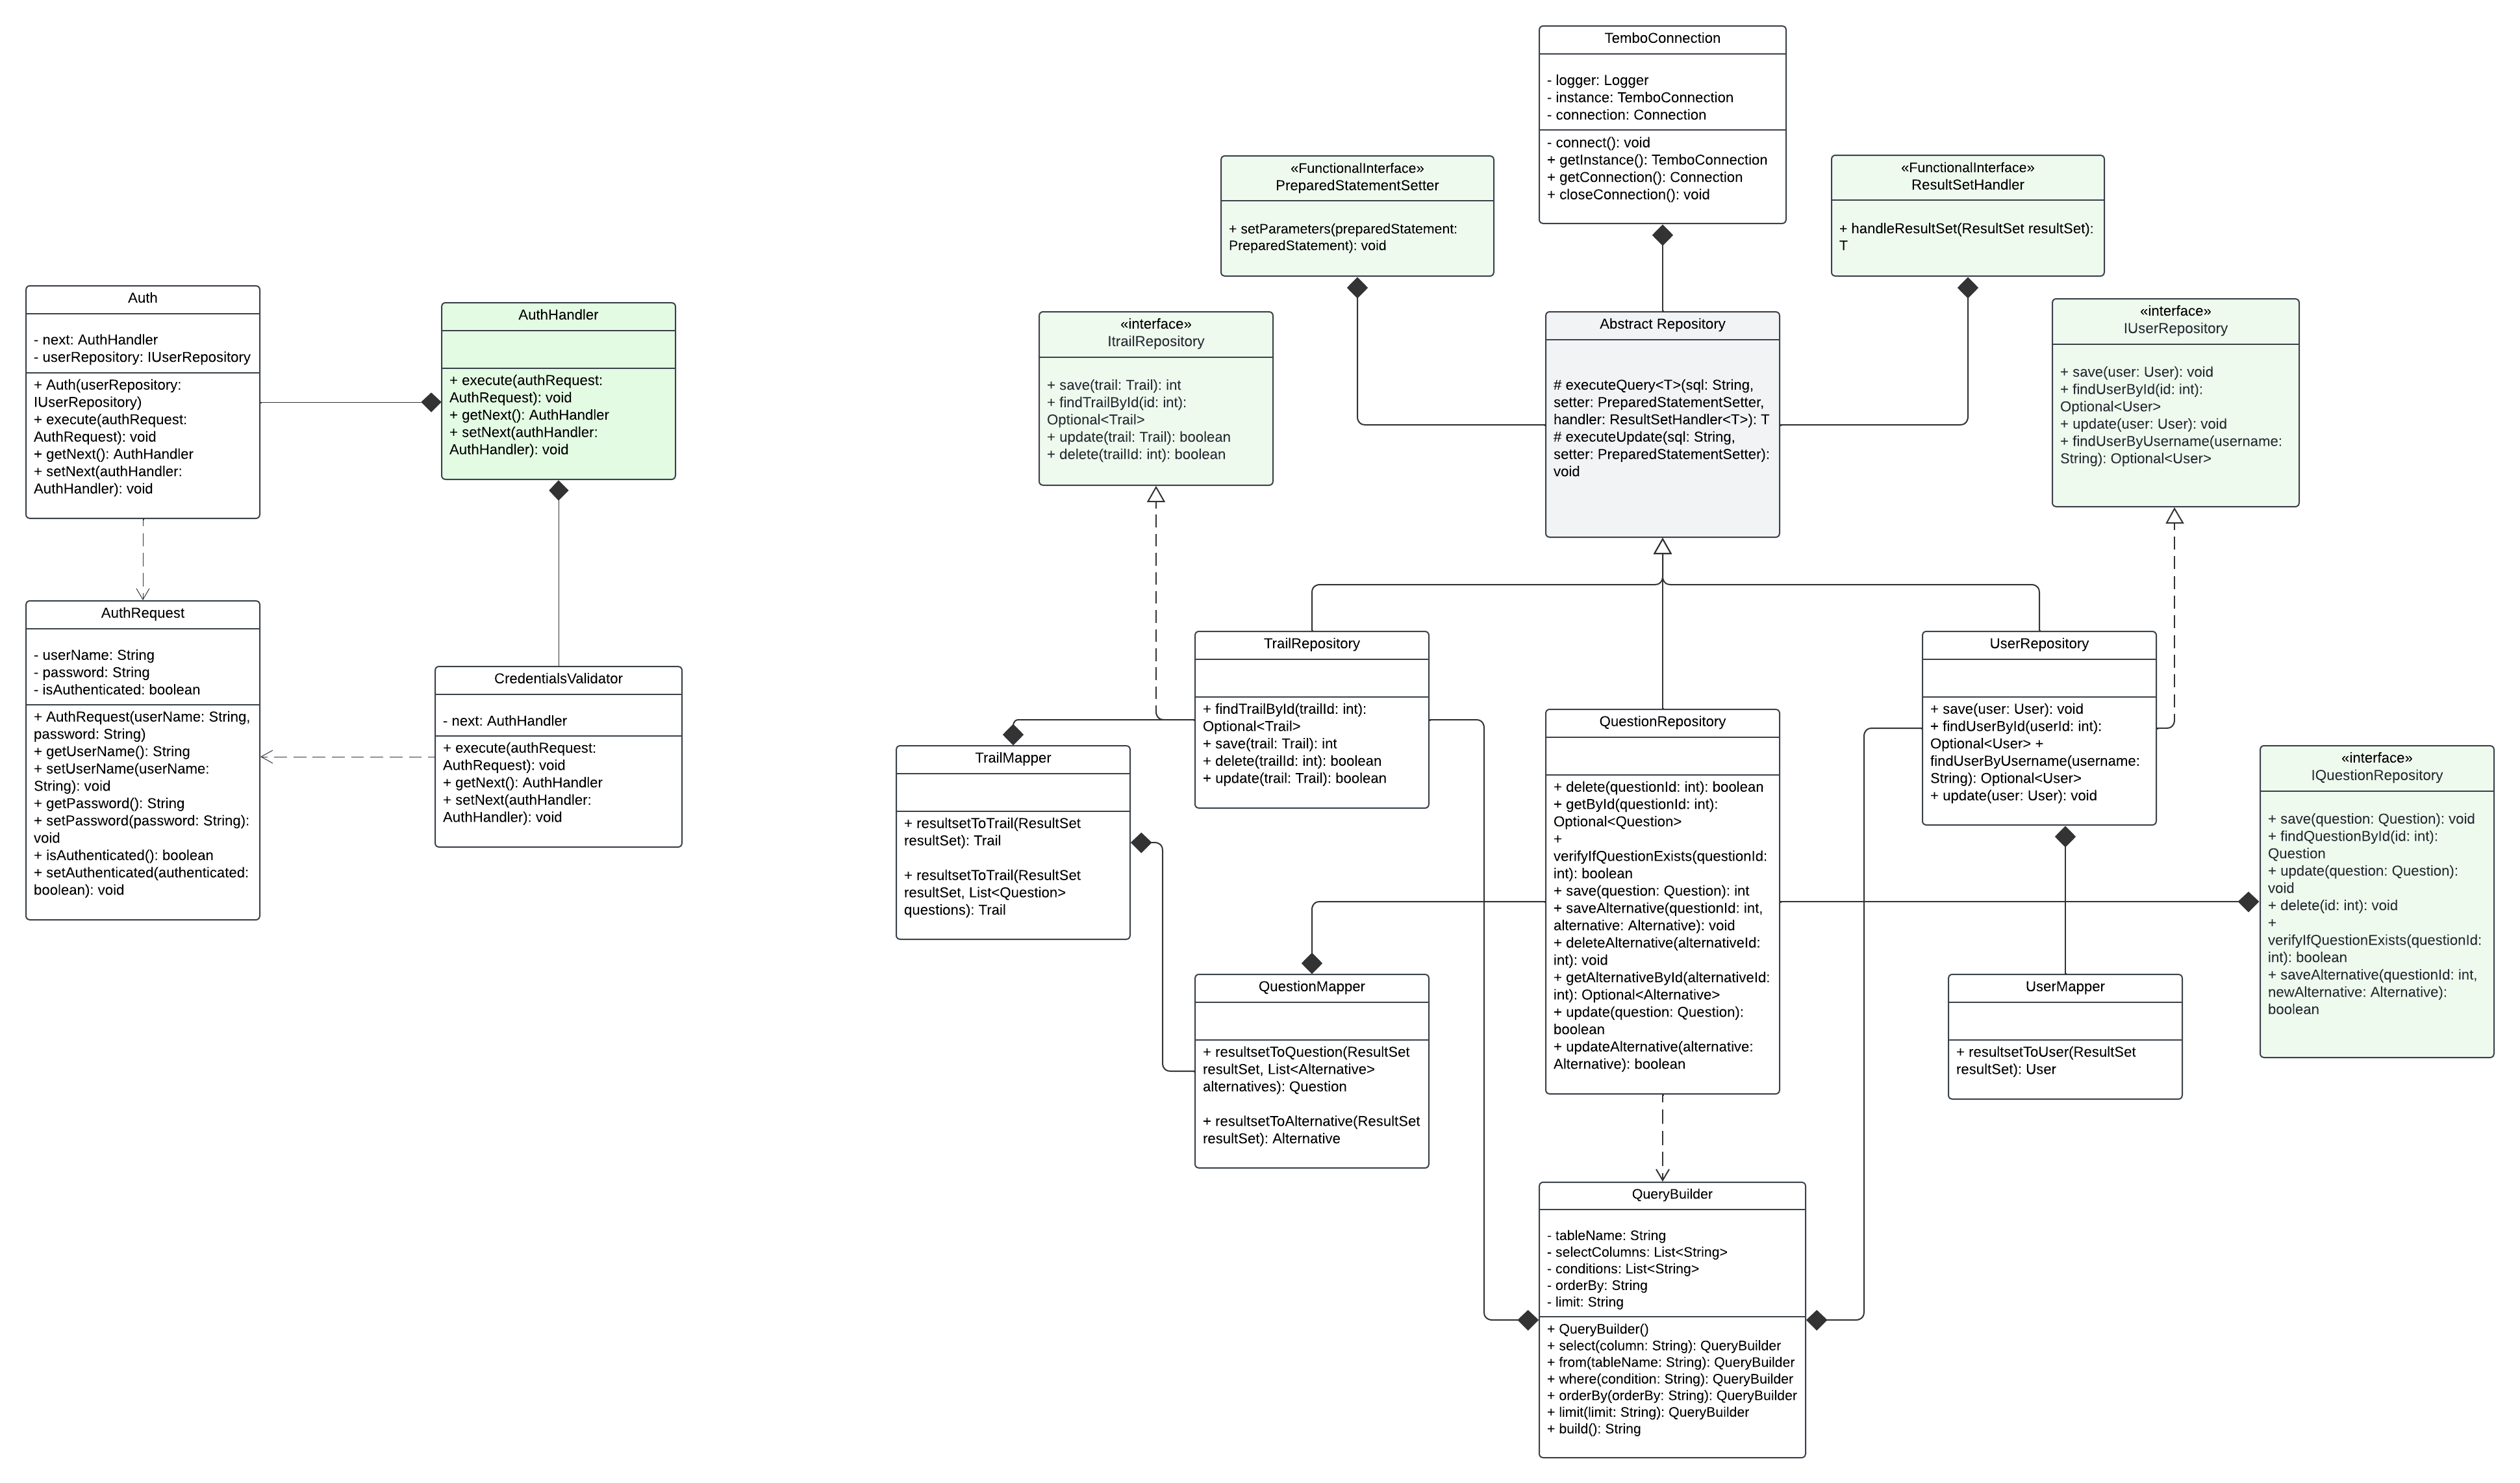 TemboConnection
- logger: Logger
- instance: TemboConnection
- connection: Connection
- connect(): void
+ getInstance(): TemboConnection
+ getConnection(): Connection
+ closeConnection(): void
«FunctionalInterface»
PreparedStatementSetter
+ setParameters(preparedStatement:
PreparedStatement): void
«FunctionalInterface»
ResultSetHandler
+ handleResultSet(ResultSet resultSet):
T
Auth
- next: AuthHandler
- userRepository: IUserRepository
+ Auth(userRepository:
IUserRepository)
+ execute(authRequest:
AuthRequest): void
+ getNext(): AuthHandler
+ setNext(authHandler:
AuthHandler): void
AuthHandler
+ execute(authRequest:
AuthRequest): void
+ getNext(): AuthHandler
+ setNext(authHandler:
AuthHandler): void
«interface»
ItrailRepository
+ save(trail: Trail): int
+ findTrailById(id: int):
Optional<Trail>
+ update(trail: Trail): boolean
+ delete(trailId: int): boolean
Abstract Repository
# executeQuery<T>(sql: String,
setter: PreparedStatementSetter,
handler: ResultSetHandler<T>): T
# executeUpdate(sql: String,
setter: PreparedStatementSetter):
void
«interface»
IUserRepository
+ save(user: User): void
+ findUserById(id: int):
Optional<User>
+ update(user: User): void
+ findUserByUsername(username:
String): Optional<User>
AuthRequest
- userName: String
- password: String
- isAuthenticated: boolean
+ AuthRequest(userName: String,
password: String)
+ getUserName(): String
+ setUserName(userName:
String): void
+ getPassword(): String
+ setPassword(password: String):
void
+ isAuthenticated(): boolean
+ setAuthenticated(authenticated:
boolean): void
CredentialsValidator
- next: AuthHandler
+ execute(authRequest:
AuthRequest): void
+ getNext(): AuthHandler
+ setNext(authHandler:
AuthHandler): void
TrailRepository
+ findTrailById(trailId: int):
Optional<Trail>
+ save(trail: Trail): int
+ delete(trailId: int): boolean
+ update(trail: Trail): boolean
UserRepository
+ save(user: User): void
+ findUserById(userId: int):
Optional<User> +
findUserByUsername(username:
String): Optional<User>
+ update(user: User): void
TrailMapper
+ resultsetToTrail(ResultSet
resultSet): Trail
+ resultsetToTrail(ResultSet
resultSet, List<Question>
questions): Trail
QuestionRepository
+ delete(questionId: int): boolean
+ getById(questionId: int):
Optional<Question>
+
verifyIfQuestionExists(questionId:
int): boolean
+ save(question: Question): int
+ saveAlternative(questionId: int,
alternative: Alternative): void
+ deleteAlternative(alternativeId:
int): void
+ getAlternativeById(alternativeId:
int): Optional<Alternative>
+ update(question: Question):
boolean
+ updateAlternative(alternative:
Alternative): boolean
«interface»
IQuestionRepository
+ save(question: Question): void
+ findQuestionById(id: int):
Question
+ update(question: Question):
void
+ delete(id: int): void
+
verifyIfQuestionExists(questionId:
int): boolean
+ saveAlternative(questionId: int,
newAlternative: Alternative):
boolean
QuestionMapper
+ resultsetToQuestion(ResultSet
resultSet, List<Alternative>
alternatives): Question
+ resultsetToAlternative(ResultSet
resultSet): Alternative
UserMapper
+ resultsetToUser(ResultSet
resultSet): User
QueryBuilder
- tableName: String
- selectColumns: List<String>
- conditions: List<String>
- orderBy: String
- limit: String
+ QueryBuilder()
+ select(column: String): QueryBuilder
+ from(tableName: String): QueryBuilder
+ where(condition: String): QueryBuilder
+ orderBy(orderBy: String): QueryBuilder
+ limit(limit: String): QueryBuilder
+ build(): String